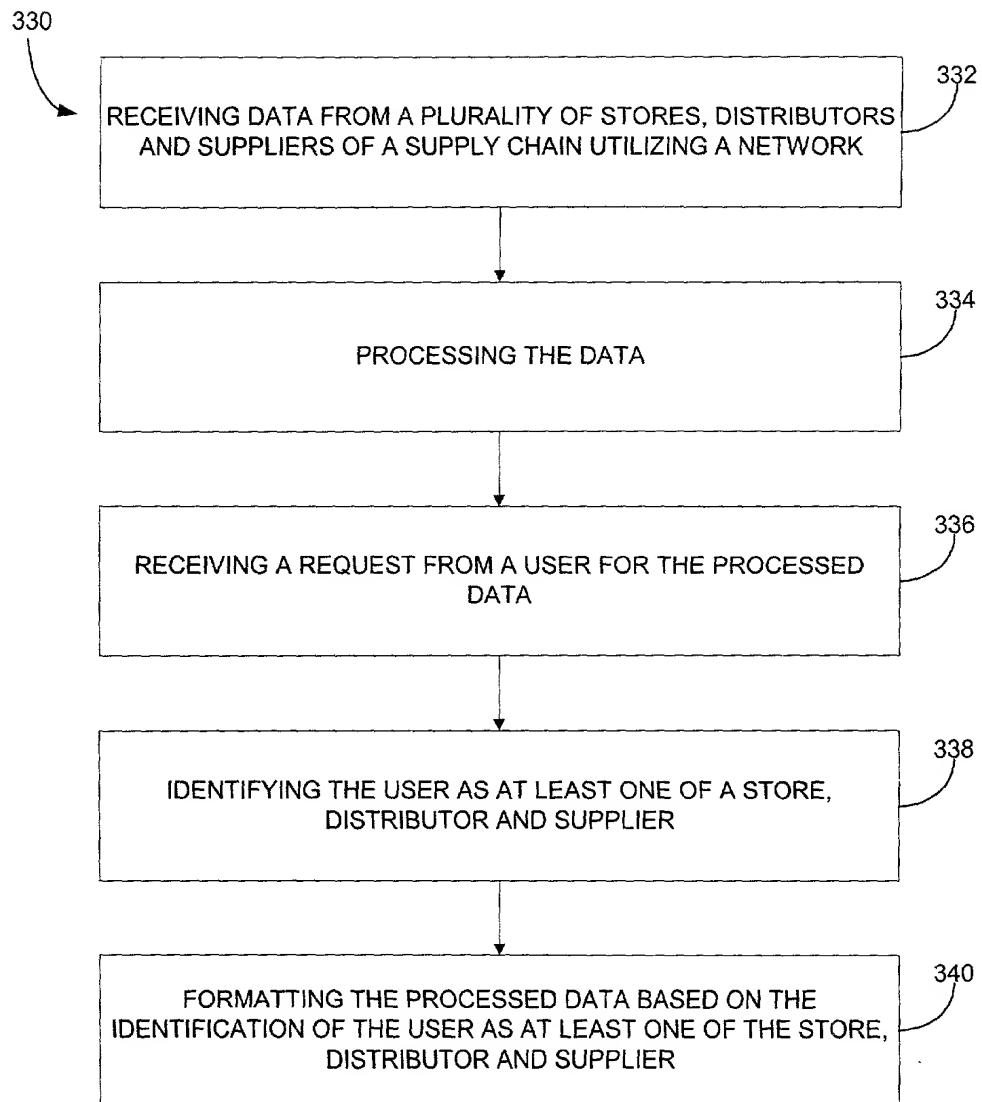 330
332
RECEIVING DATA FROM A PLURALITY OF STORES, DISTRIBUTORS
AND SUPPLIERS OF A SUPPLY CHAIN UTILIZING A NETWORK
334
PROCESSING THE DATA
336
RECEIVING A REQUEST FROM A USER FOR THE PROCESSED
DATA
338
IDENTIFYING THE USER AS AT LEAST ONE OF A STORE,
DISTRIBUTOR AND SUPPLIER
340
FORMATTING THE PROCESSED DATA BASED ON THE
IDENTIFICATION OF THE USER AS AT LEAST ONE OF THE STORE,
DISTRIBUTOR AND SUPPLIER